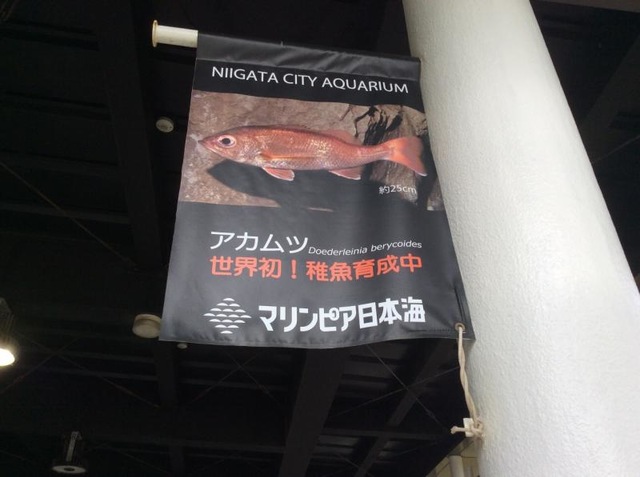 NIIGATA CITY AQUARIUM
約25cm
アカムツ Doederleinia berycoides
世界初！稚魚育成中
マリンピア日本海